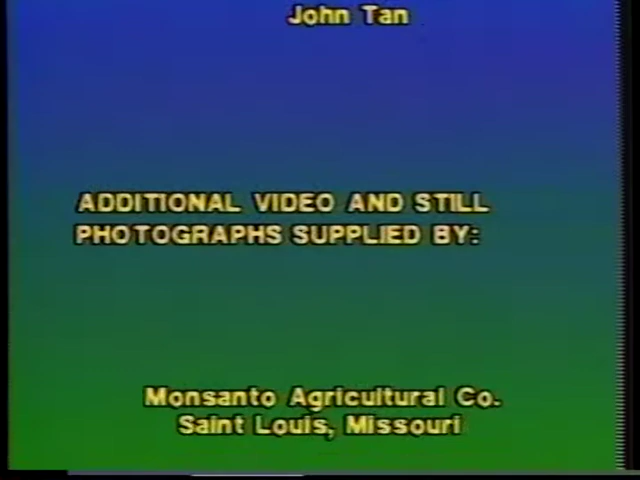 John Tan
ADDITIONAL VIDEO AND STILL
PHOTOGRAPHS SUPPLIED BY:
Monsanto Agricultural Co.
Saint Louis, Missouri